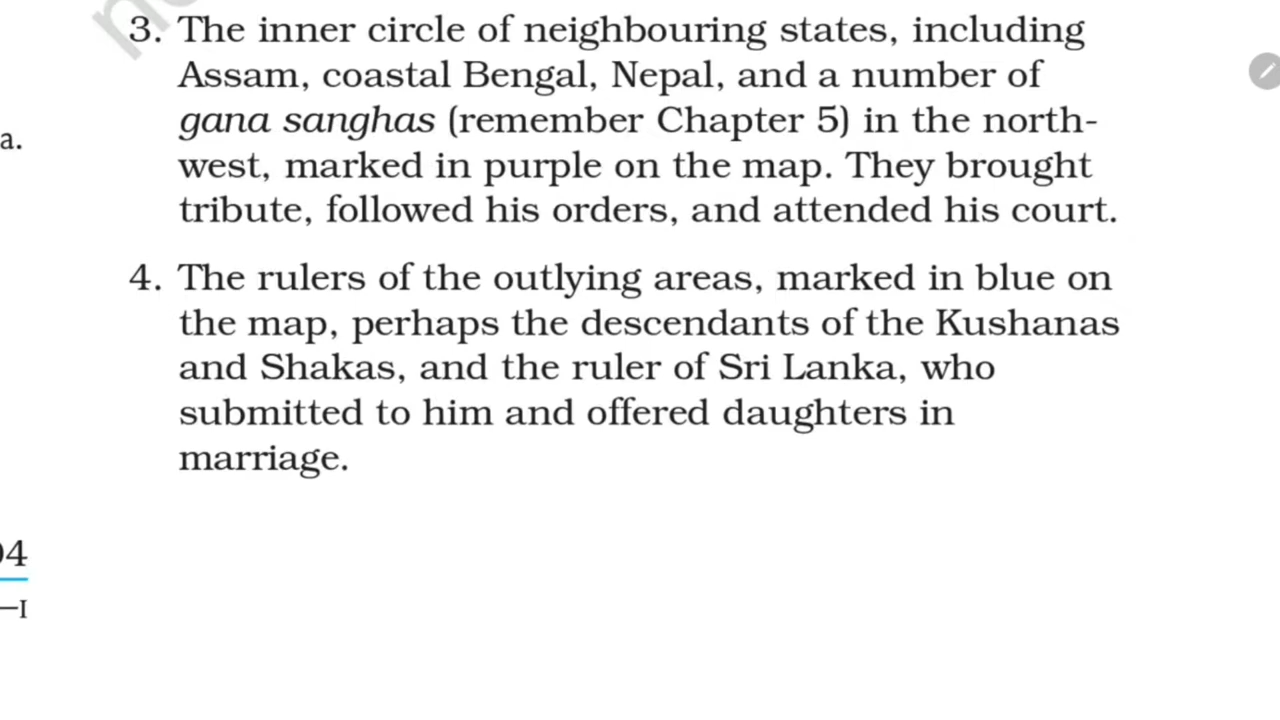 3. The inner circle of neighbouring states, including
Assam, coastal Bengal, Nepal, and a number of
gana sanghas (remember Chapter 5) in the north-
a.
west, marked in purple on the map. They brought
tribute, followed his orders, and attended his court.
4. The rulers of the outlying areas, marked in blue on
the map, perhaps the descendants of the Kushanas
and Shakas, and the ruler of Sri Lanka, who
submitted to him and offered daughters in
marriage.
04
—I